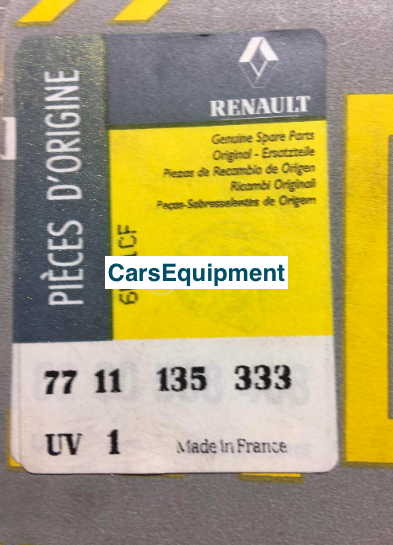 PIÈCES D'ORIGINE
RENAULT
Genuine Spare Parts
Original - Ersatzteile
Piezas de Recambio de Origen
Ricambi Originali
Peças-Sobresselentes de Origem
CarsEquipment
77 11 135 333
UV 1 Made in France